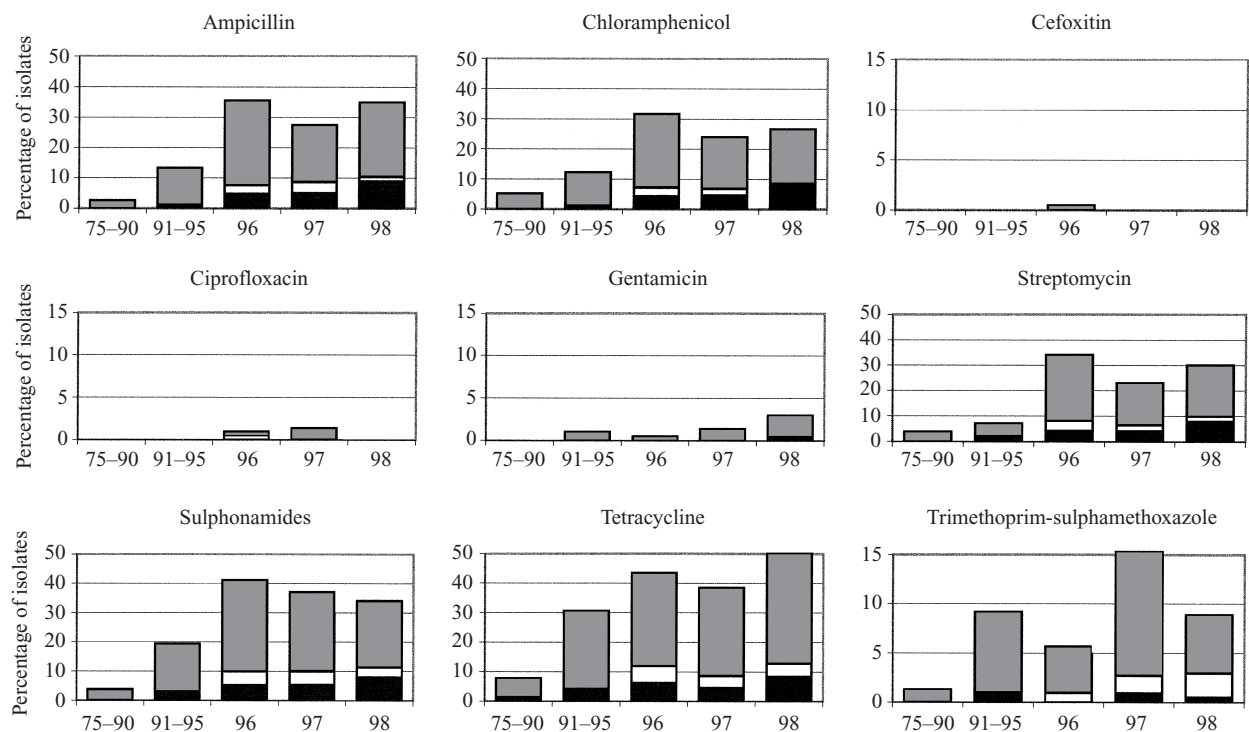 Ampicillin
Chloramphenicol
Cefoxitin
Percentage of isolates
50
40
30
20
10
0
75–90 91–95 96 97 98
50
40
30
20
10
0
75–90 91–95 96 97 98
15
10
5
0
75–90 91–95 96 97 98
Ciprofloxacin
Gentamicin
Streptomycin
Percentage of isolates
15
10
5
0
75–90 91–95 96 97 98
15
10
5
0
75–90 91–95 96 97 98
50
40
30
20
10
0
75–90 91–95 96 97 98
Sulphonamides
Tetracycline
Trimethoprim-sulphamethoxazole
Percentage of isolates
50
40
30
20
10
0
75–90 91–95 96 97 98
50
40
30
20
10
0
75–90 91–95 96 97 98
15
10
5
0
75–90 91–95 96 97 98